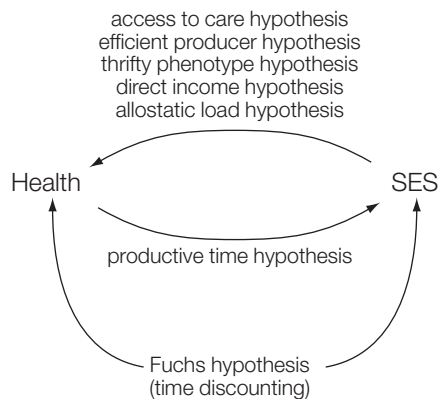 access to care hypothesis
efficient producer hypothesis
thrifty phenotype hypothesis
direct income hypothesis
allostatic load hypothesis
Health
SES
productive time hypothesis
Fuchs hypothesis
(time discounting)